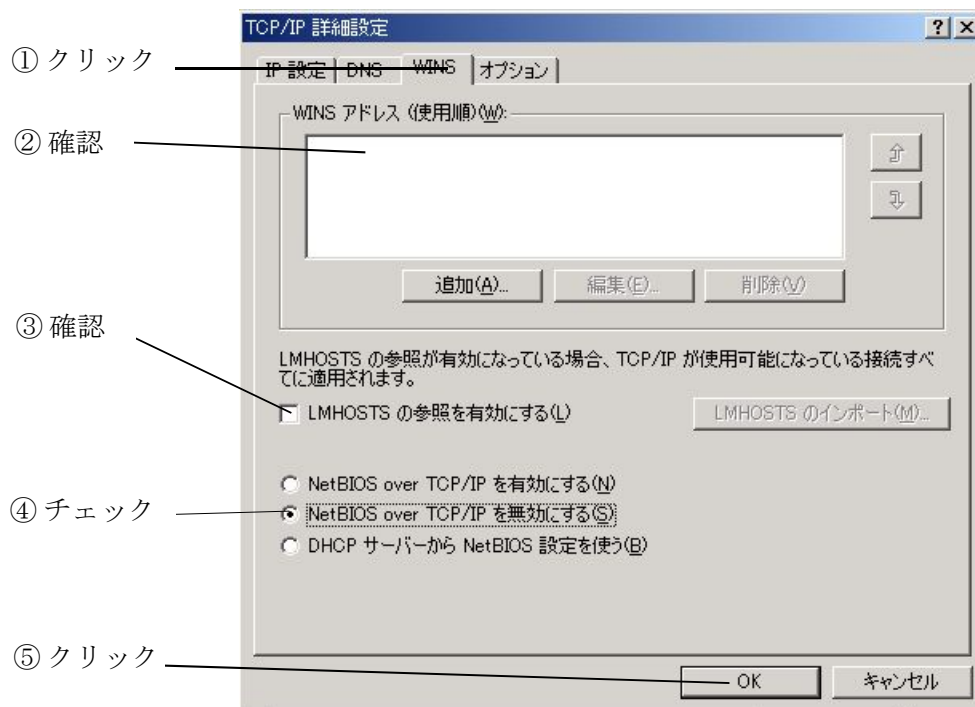 TCP/IP 詳細設定
① クリック
IP 設定 DNS WINS オプション
WINS アドレス (使用順)(W):
② 確認
追加(A)... 編集(E)... 削除(V)
③ 確認
LMHOSTS の参照が有効になっている場合、TCP/IP が使用可能になっている接続すべ
てに適用されます。
LMHOSTS の参照を有効にする(L) LMHOSTS のインポート(M)...
NetBIOS over TCP/IP を有効にする(N)
④ チェック
NetBIOS over TCP/IP を無効にする(S)
DHCP サーバーから NetBIOS 設定を使う(B)
⑤ クリック
OK キャンセル